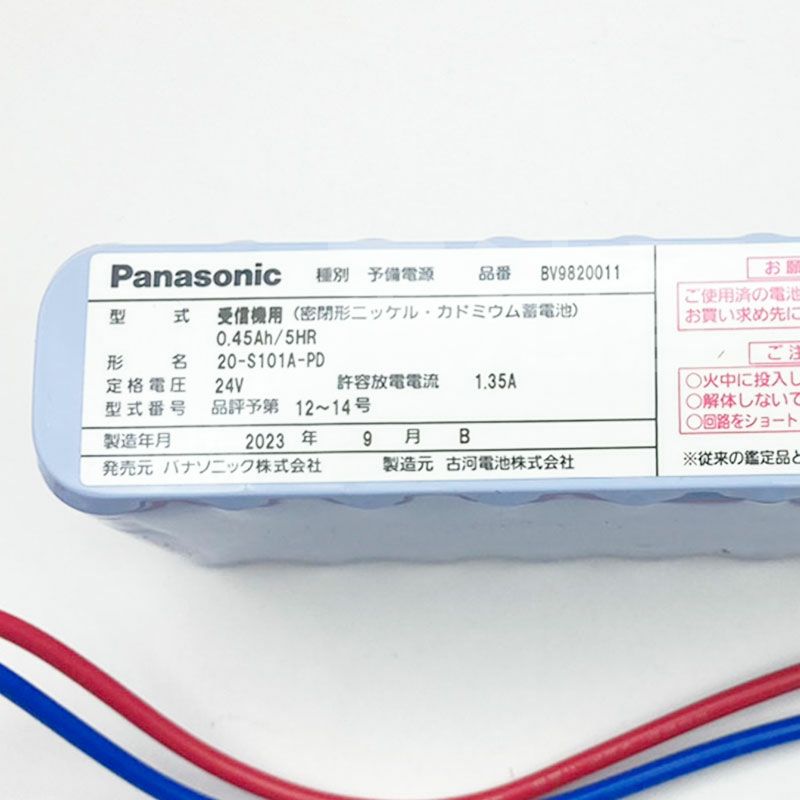 Panasonic 種別 予備電源 品番 BV9820011
型式 受信機用 (密閉形ニッケル・カドミウム蓄電池)
0.45Ah/5HR
形名 20-S101A-PD
定格電圧 24V 許容放電電流 1.35A
型式番号 品評予第 12～14号
製造年月 2023 年 9 月 B
発売元 パナソニック株式会社 製造元 古河電池株式会社
お願
ご使用済の電池
お買い求め先に
ご注
○火中に投入し
○解体しないで
○回路をショート
※従来の鑑定品と